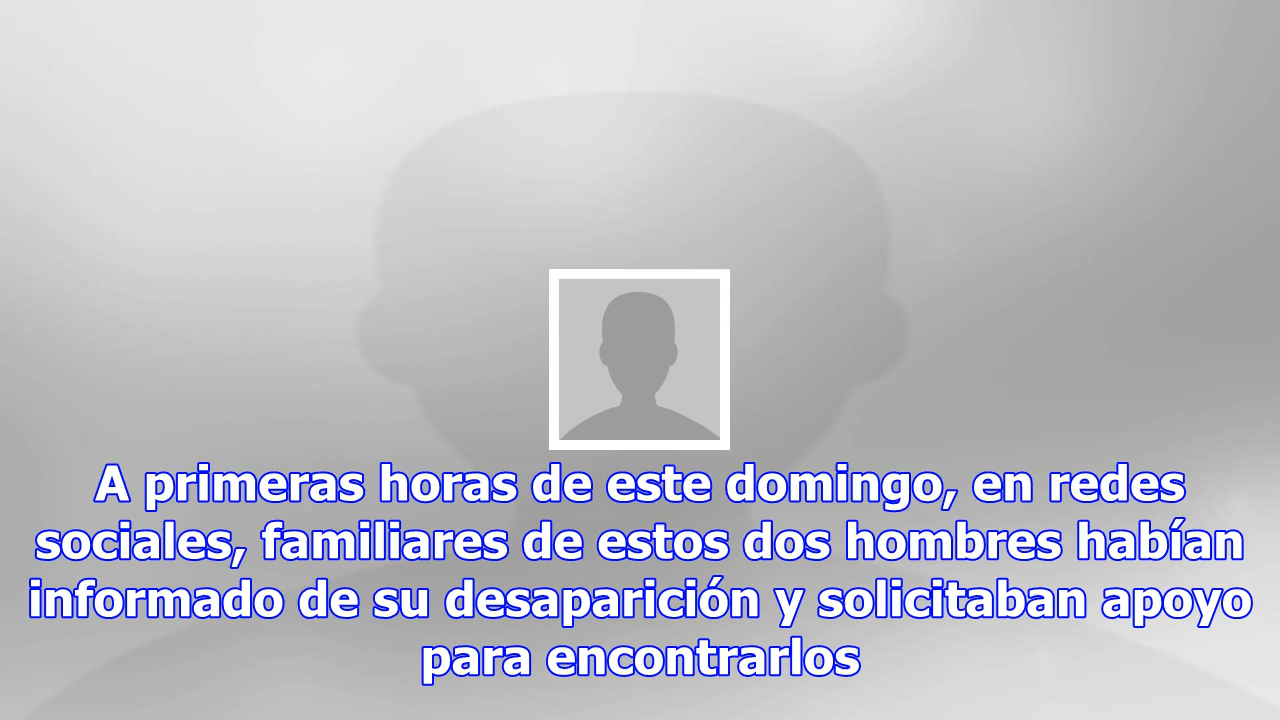 A primeras horas de este domingo, en redes
sociales, familiares de estos dos hombres habían
informado de su desaparición y solicitaban apoyo
para encontrarlos